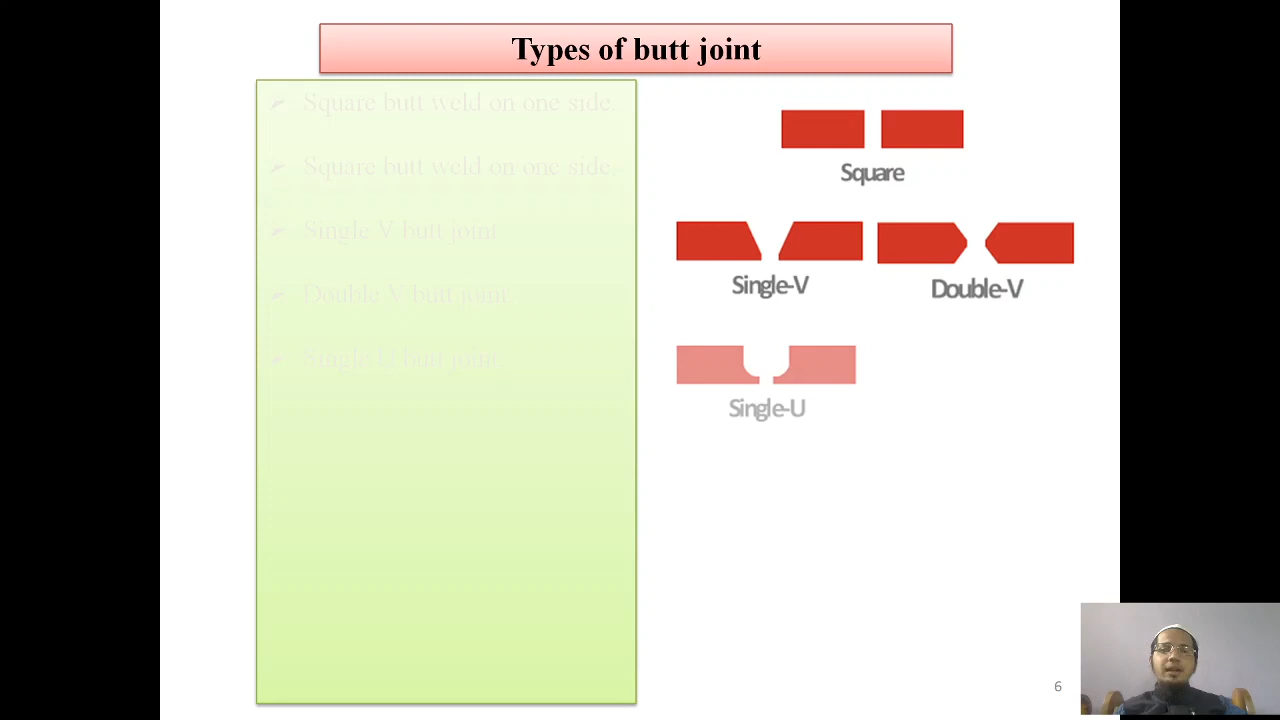 Types of butt joint
➢ Square butt weld on one side.
➢ Square butt weld on one side.
➢ Single V butt joint
➢ Double V butt joint
➢ Single U butt joint
Square
Single-V
Double-V
Single-U
6